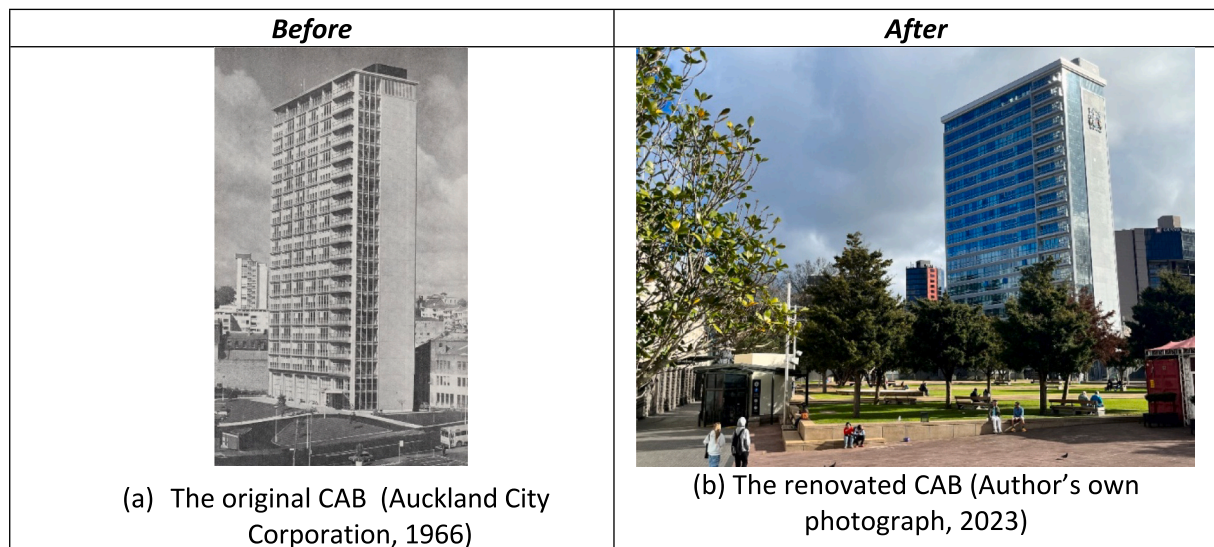 Before
After
(a) The original CAB (Auckland City
Corporation, 1966)
(b) The renovated CAB (Author’s own
photograph, 2023)